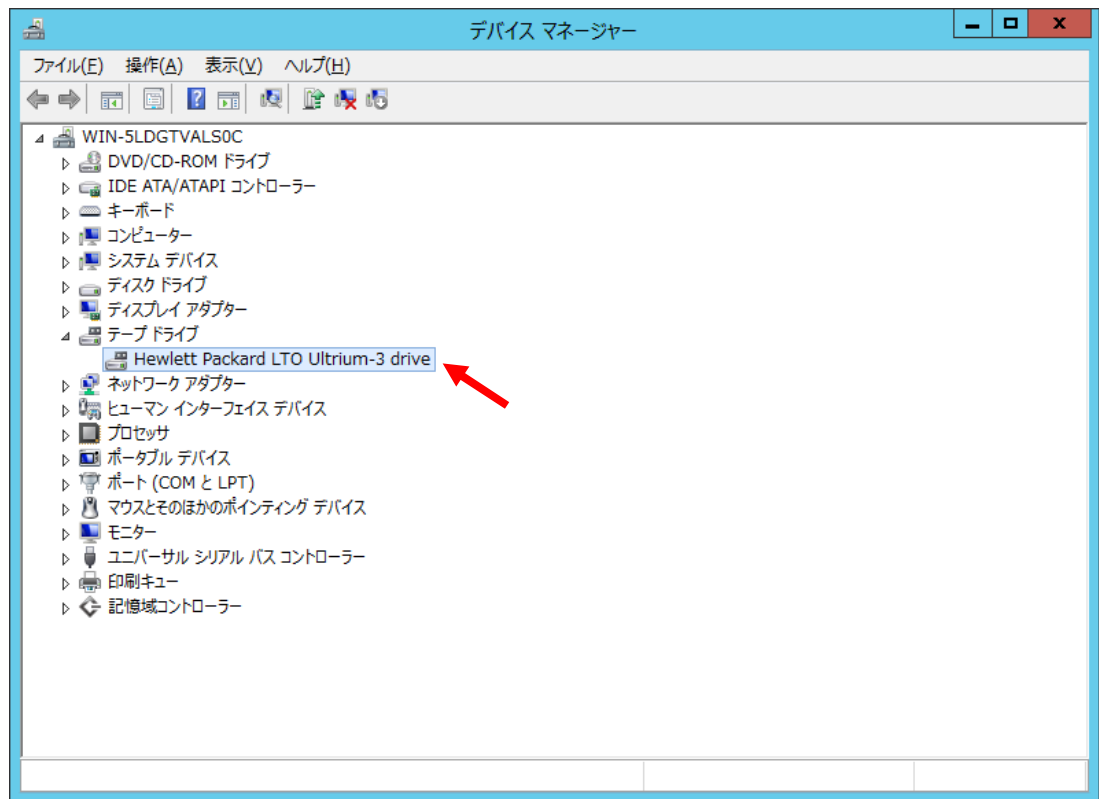 デバイス マネージャー
ファイル(F) 操作(A) 表示(V) ヘルプ(H)
WIN-5LDGTVALS0C
DVD/CD-ROM ドライブ
IDE ATA/ATAPI コントローラー
キーボード
コンピューター
システム デバイス
ディスク ドライブ
ディスプレイ アダプター
テープ ドライブ
Hewlett Packard LTO Ultrium-3 drive
ネットワーク アダプター
ヒューマン インターフェイス デバイス
プロセッサ
ポータブル デバイス
ポート (COM と LPT)
マウスとそのほかのポインティング デバイス
モニター
ユニバーサル シリアル バス コントローラー
印刷キュー
記憶域コントローラー